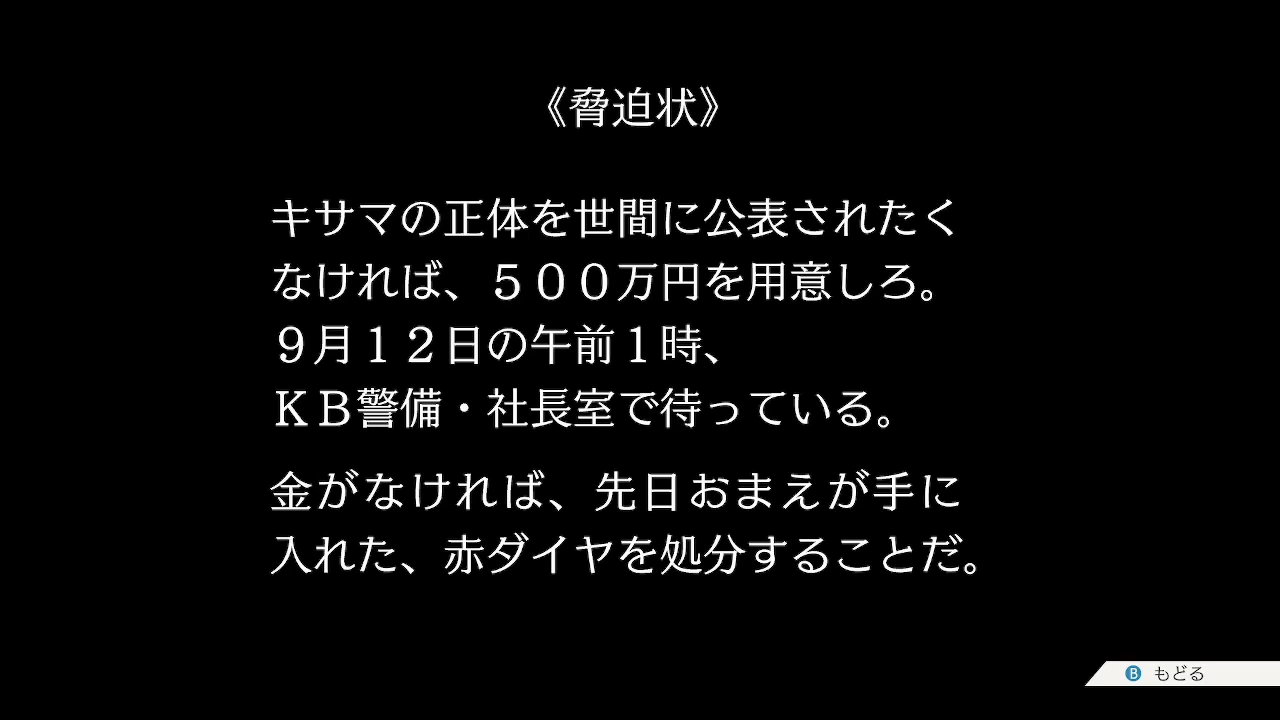 《脅迫状》
キサマの正体を世間に公表されたく
なければ、５００万円を用意しろ。
９月１２日の午前１時、
ＫＢ警備・社長室で待っている。
金がなければ、先日おまえが手に
入れた、赤ダイヤを処分することだ。
B もどる